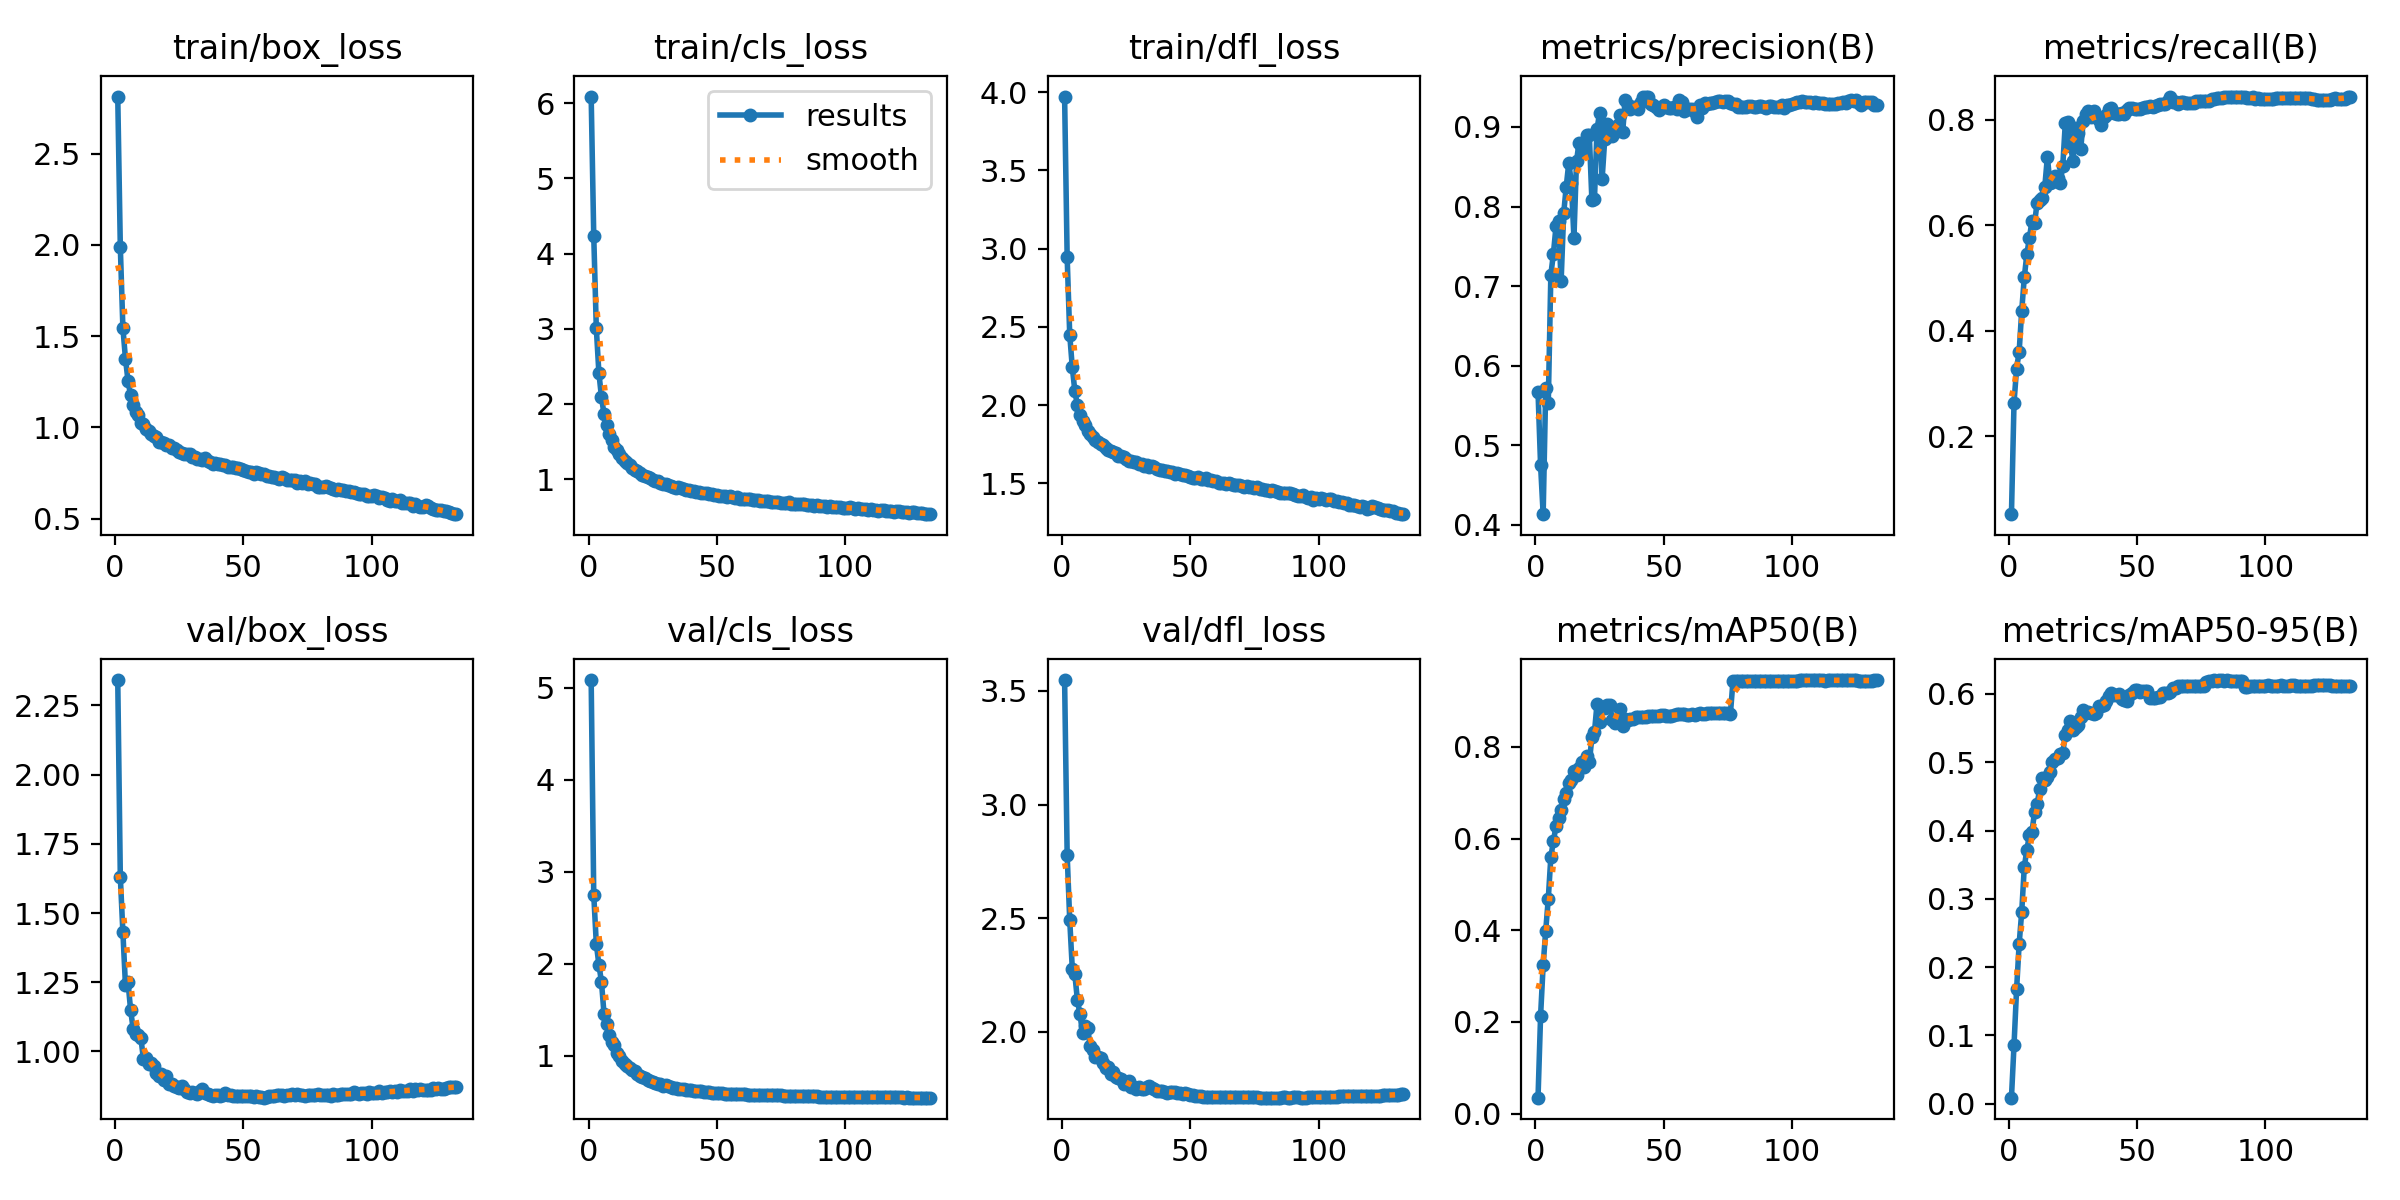 train/box_loss
train/cls_loss
train/dfl_loss
metrics/precision(B)
metrics/recall(B)
2.5
2.0
1.5
1.0
0.5
0 50 100
6
5
4
3
2
1
0 50 100
results
smooth
4.0
3.5
3.0
2.5
2.0
1.5
0 50 100
0.9
0.8
0.7
0.6
0.5
0.4
0 50 100
0.8
0.6
0.4
0.2
0 50 100
val/box_loss
val/cls_loss
val/dfl_loss
metrics/mAP50(B)
metrics/mAP50-95(B)
2.25
2.00
1.75
1.50
1.25
1.00
0 50 100
5
4
3
2
1
0 50 100
3.5
3.0
2.5
2.0
0 50 100
0.8
0.6
0.4
0.2
0.0
0 50 100
0.6
0.5
0.4
0.3
0.2
0.1
0.0
0 50 100